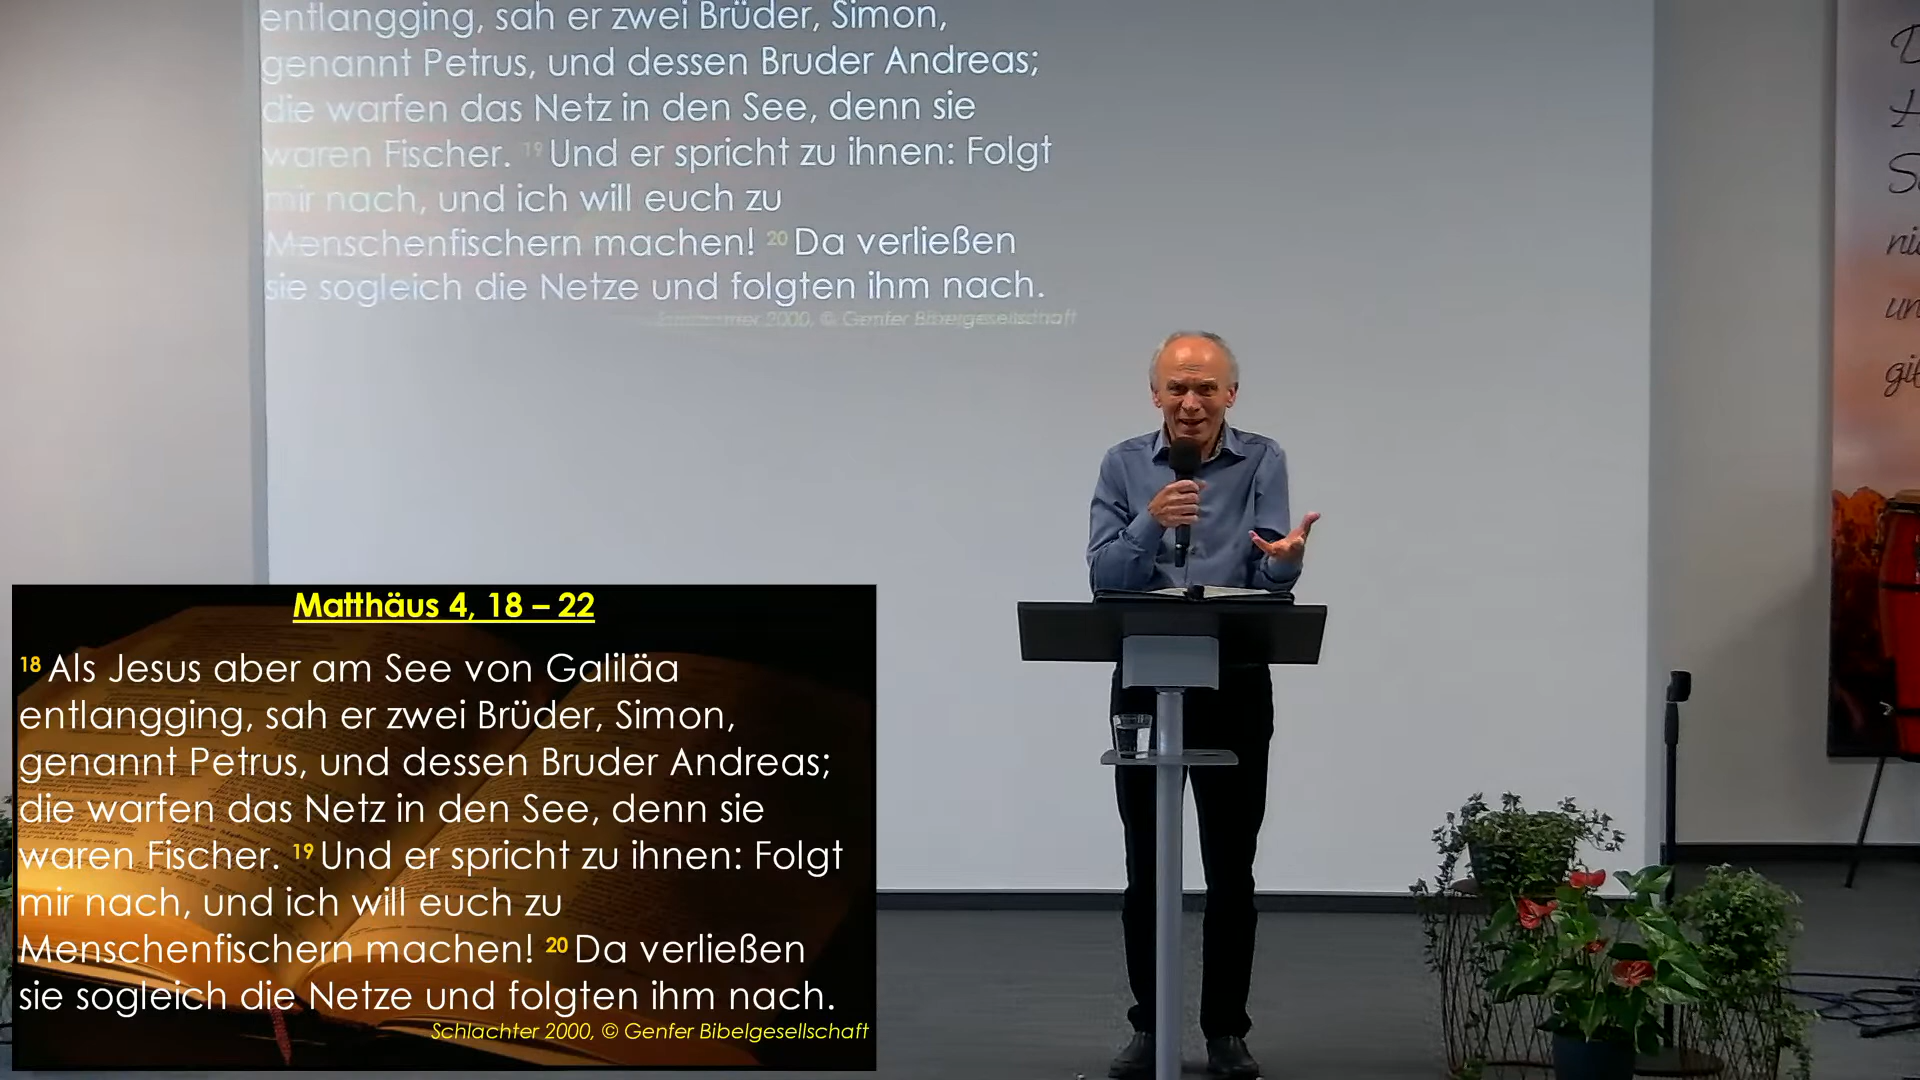 entlangging, sah er zwei Brüder, Simon,
genannt Petrus, und dessen Bruder Andreas;
die warfen das Netz in den See, denn sie
waren Fischer. 19 Und er spricht zu ihnen: Folgt
mir nach, und ich will euch zu
Menschenfischern machen! 20 Da verließen
sie sogleich die Netze und folgten ihm nach.
Schlachter 2000, © Genfer Bibelgesellschaft
Matthäus 4, 18 – 22
18 Als Jesus aber am See von Galiläa
entlangging, sah er zwei Brüder, Simon,
genannt Petrus, und dessen Bruder Andreas;
die warfen das Netz in den See, denn sie
waren Fischer. 19 Und er spricht zu ihnen: Folgt
mir nach, und ich will euch zu
Menschenfischern machen! 20 Da verließen
sie sogleich die Netze und folgten ihm nach.
Schlachter 2000, © Genfer Bibelgesellschaft